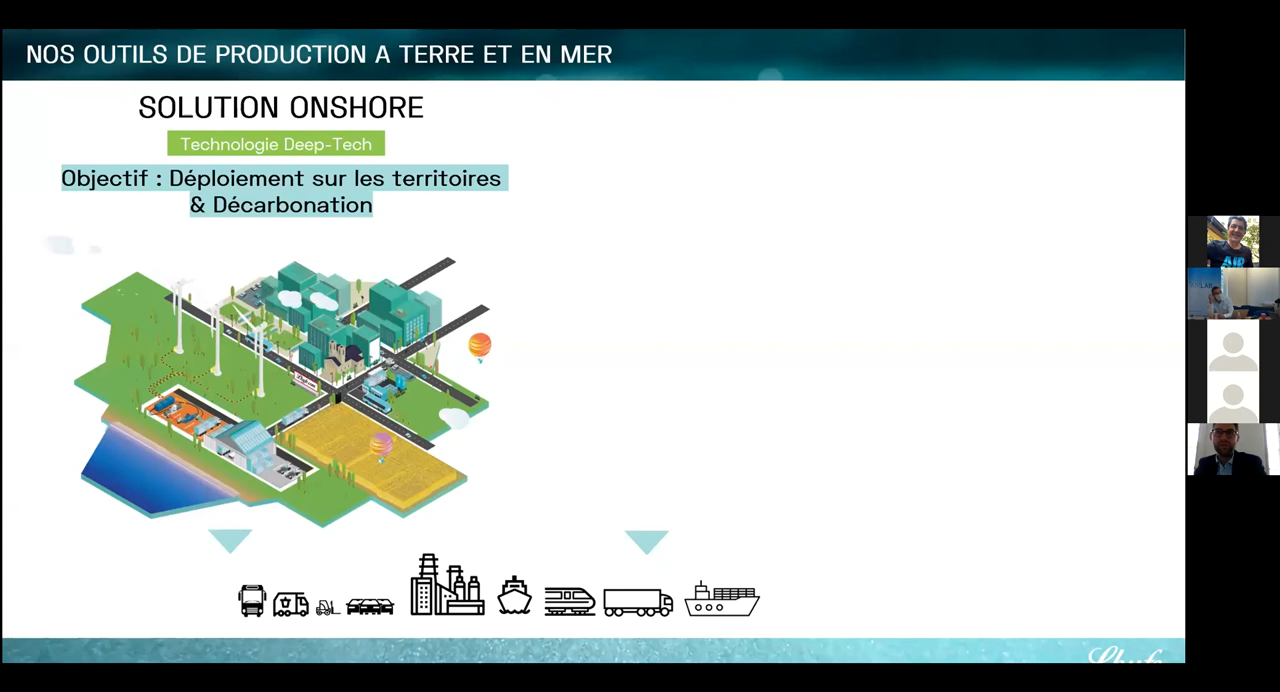 NOS OUTILS DE PRODUCTION A TERRE ET EN MER
SOLUTION ONSHORE
Technologie Deep-Tech
Objectif : Déploiement sur les territoires
& Décarbonation
AIR